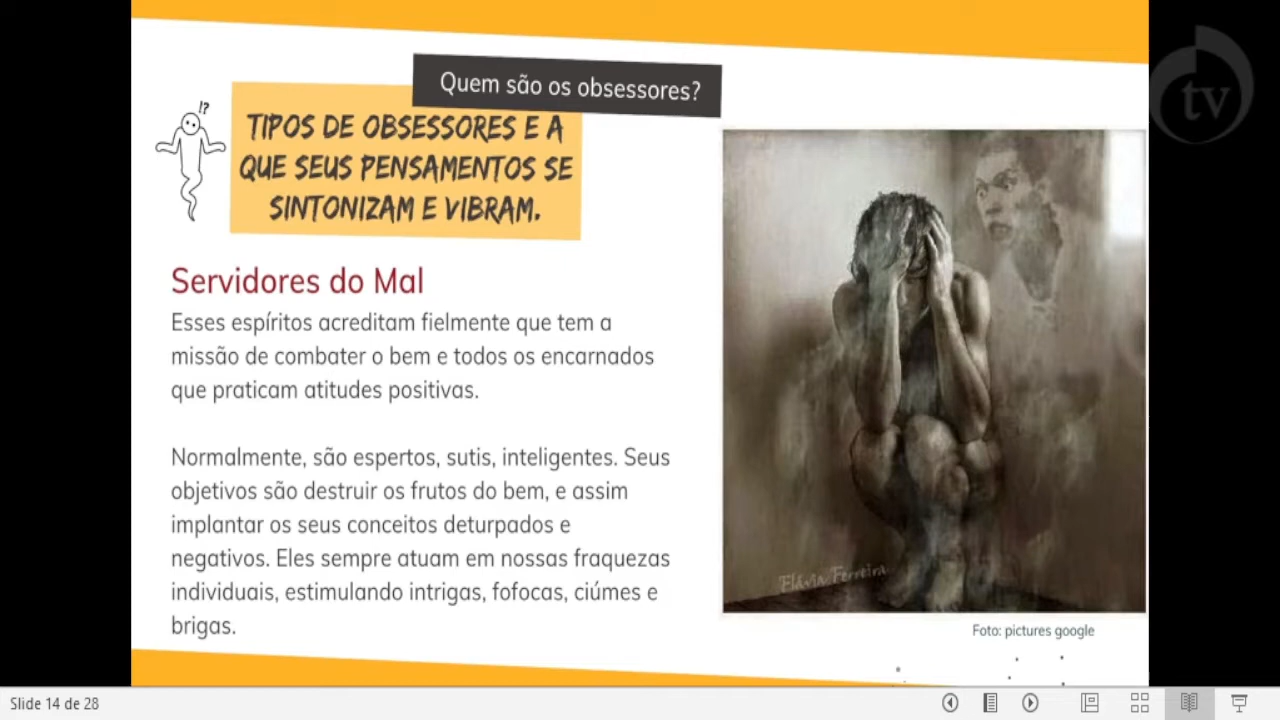 tv
Quem são os obsessores?
!?
TIPOS DE OBSESSORES E A
QUE SEUS PENSAMENTOS SE
SINTONIZAM E VIBRAM.
Servidores do Mal
Esses espíritos acreditam fielmente que tem a
missão de combater o bem e todos os encarnados
que praticam atitudes positivas.
Normalmente, são espertos, sutis, inteligentes. Seus
objetivos são destruir os frutos do bem, e assim
implantar os seus conceitos deturpados e
negativos. Eles sempre atuam em nossas fraquezas
individuais, estimulando intrigas, fofocas, ciúmes e
brigas.
Flávia Ferreira
Foto: pictures google
Slide 14 de 28